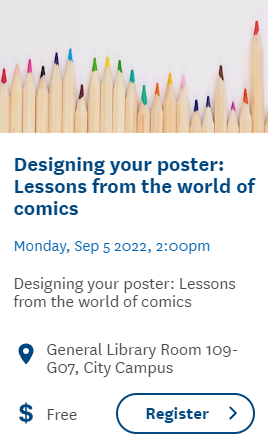 Designing your poster:
Lessons from the world of
comics
Monday, Sep 5 2022, 2:00pm
Designing your poster: Lessons
from the world of comics
General Library Room 109-
G07, City Campus
$ Free
Register